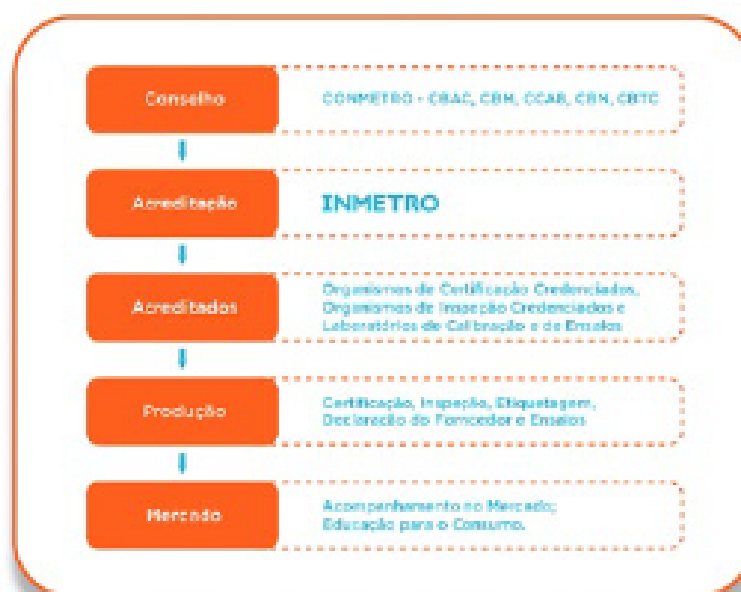 Conselho
CONMETRO - CBAC, CBM, CCAB, CBN, CBTC
Acreditação
INMETRO
Acreditados
Organismos de Certificação Credenciados,
Organismos de Inspeção Credenciados e
Laboratórios de Calibração e de Ensaios
Produção
Certificação, Inspeção, Etiquetagem,
Declaração do Fornecedor e Ensaios
Mercado
Acompanhamento no Mercado;
Educação para o Consumo.